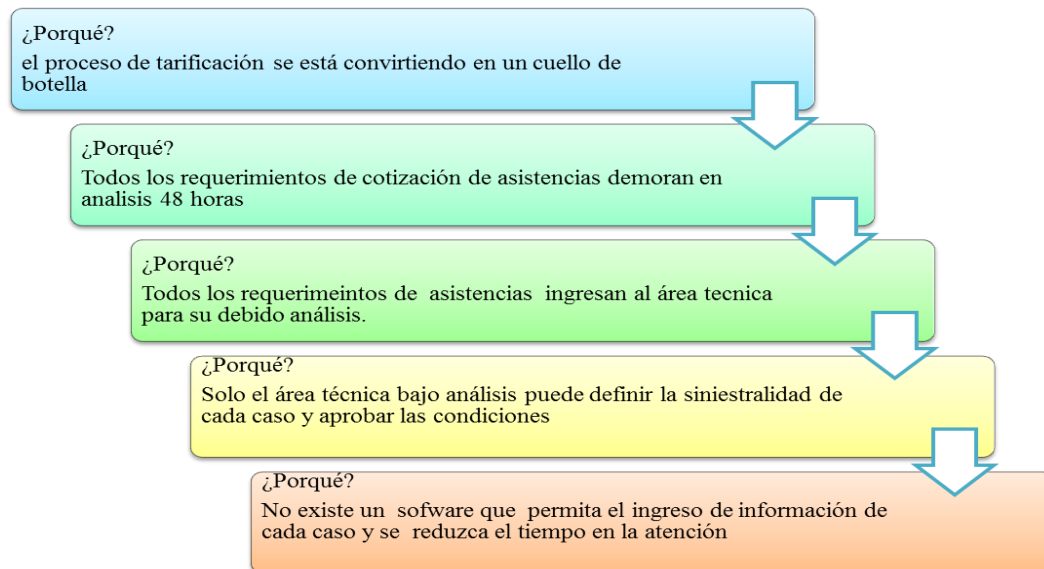 ¿Porqué?
el proceso de tarificación se está convirtiendo en un cuello de
botella
¿Porqué?
Todos los requerimientos de cotización de asistencias demoran en
analisis 48 horas
¿Porqué?
Todos los requerimeintos de asistencias ingresan al área tecnica
para su debido análisis.
¿Porqué?
Solo el área técnica bajo análisis puede definir la siniestralidad de
cada caso y aprobar las condiciones
¿Porqué?
No existe un sofware que permita el ingreso de información de
cada caso y se reduzca el tiempo en la atención